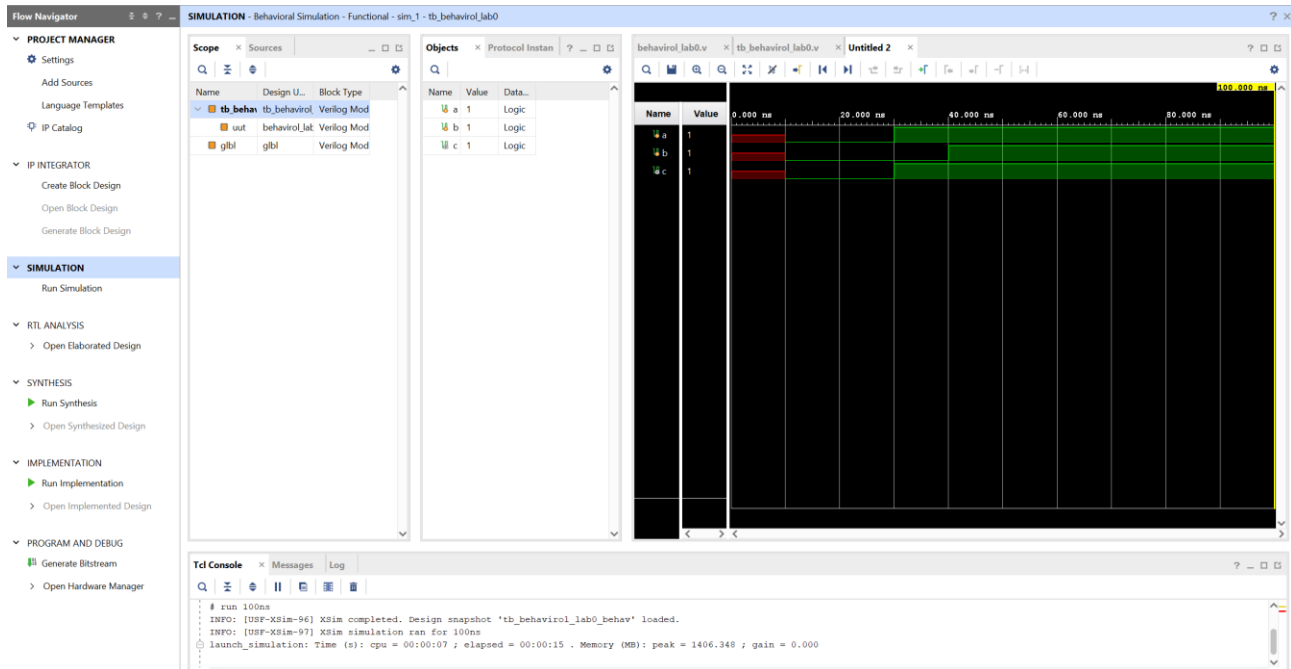 Flow Navigator
PROJECT MANAGER
Settings
Add Sources
Language Templates
IP Catalog
IP INTEGRATOR
Create Block Design
Open Block Design
Generate Block Design
SIMULATION
Run Simulation
RTL ANALYSIS
Open Elaborated Design
SYNTHESIS
Run Synthesis
Open Synthesized Design
IMPLEMENTATION
Run Implementation
Open Implemented Design
PROGRAM AND DEBUG
Generate Bitstream
Open Hardware Manager
SIMULATION - Behavioral Simulation - Functional - sim_1 - tb_behavirol_lab0
Scope Sources
Name Design U... Block Type
tb_behav tb_behavirol_ Verilog Mod
uut behavirol_lab Verilog Mod
glbl glbl Verilog Mod
Objects Protocol Instan
Name Value Data...
a 1 Logic
b 1 Logic
c 1 Logic
behavirol_lab0.v tb_behavirol_lab0.v Untitled 2
100.000 ns
Name Value 0.000 ns 20.000 ns 40.000 ns 60.000 ns 80.000 ns
a 1
b 1
c 1
Tcl Console Messages Log
# run 100ns
INFO: [USF-XSim-96] XSim completed. Design snapshot 'tb_behavirol_lab0_behav' loaded.
INFO: [USF-XSim-97] XSim simulation ran for 100ns
launch_simulation: Time (s): cpu = 00:00:07 ; elapsed = 00:00:15 . Memory (MB): peak = 1406.348 ; gain = 0.000